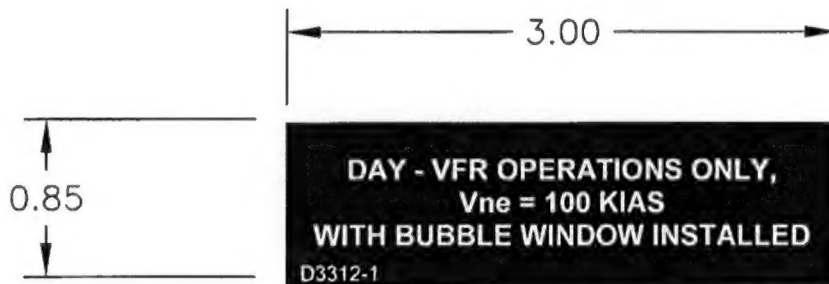 3.00
0.85
DAY - VFR OPERATIONS ONLY,
Vne = 100 KIAS
WITH BUBBLE WINDOW INSTALLED
D3312-1